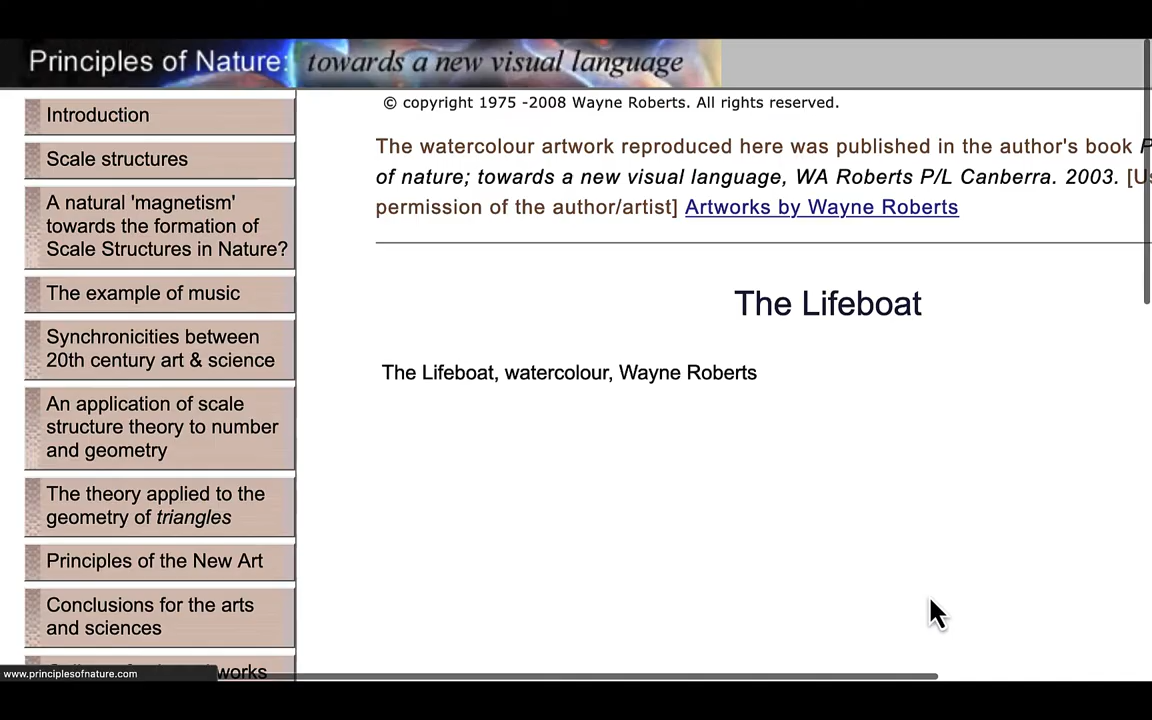 Principles of Nature: towards a new visual language
Introduction
Scale structures
A natural 'magnetism'
towards the formation of
Scale Structures in Nature?
The example of music
Synchronicities between
20th century art & science
An application of scale
structure theory to number
and geometry
The theory applied to the
geometry of triangles
Principles of the New Art
Conclusions for the arts
and sciences
works
© copyright 1975 -2008 Wayne Roberts. All rights reserved.
The watercolour artwork reproduced here was published in the author's book
of nature; towards a new visual language, WA Roberts P/L Canberra. 2003.
permission of the author/artist] Artworks by Wayne Roberts
The Lifeboat
The Lifeboat, watercolour, Wayne Roberts
www.principlesofnature.com